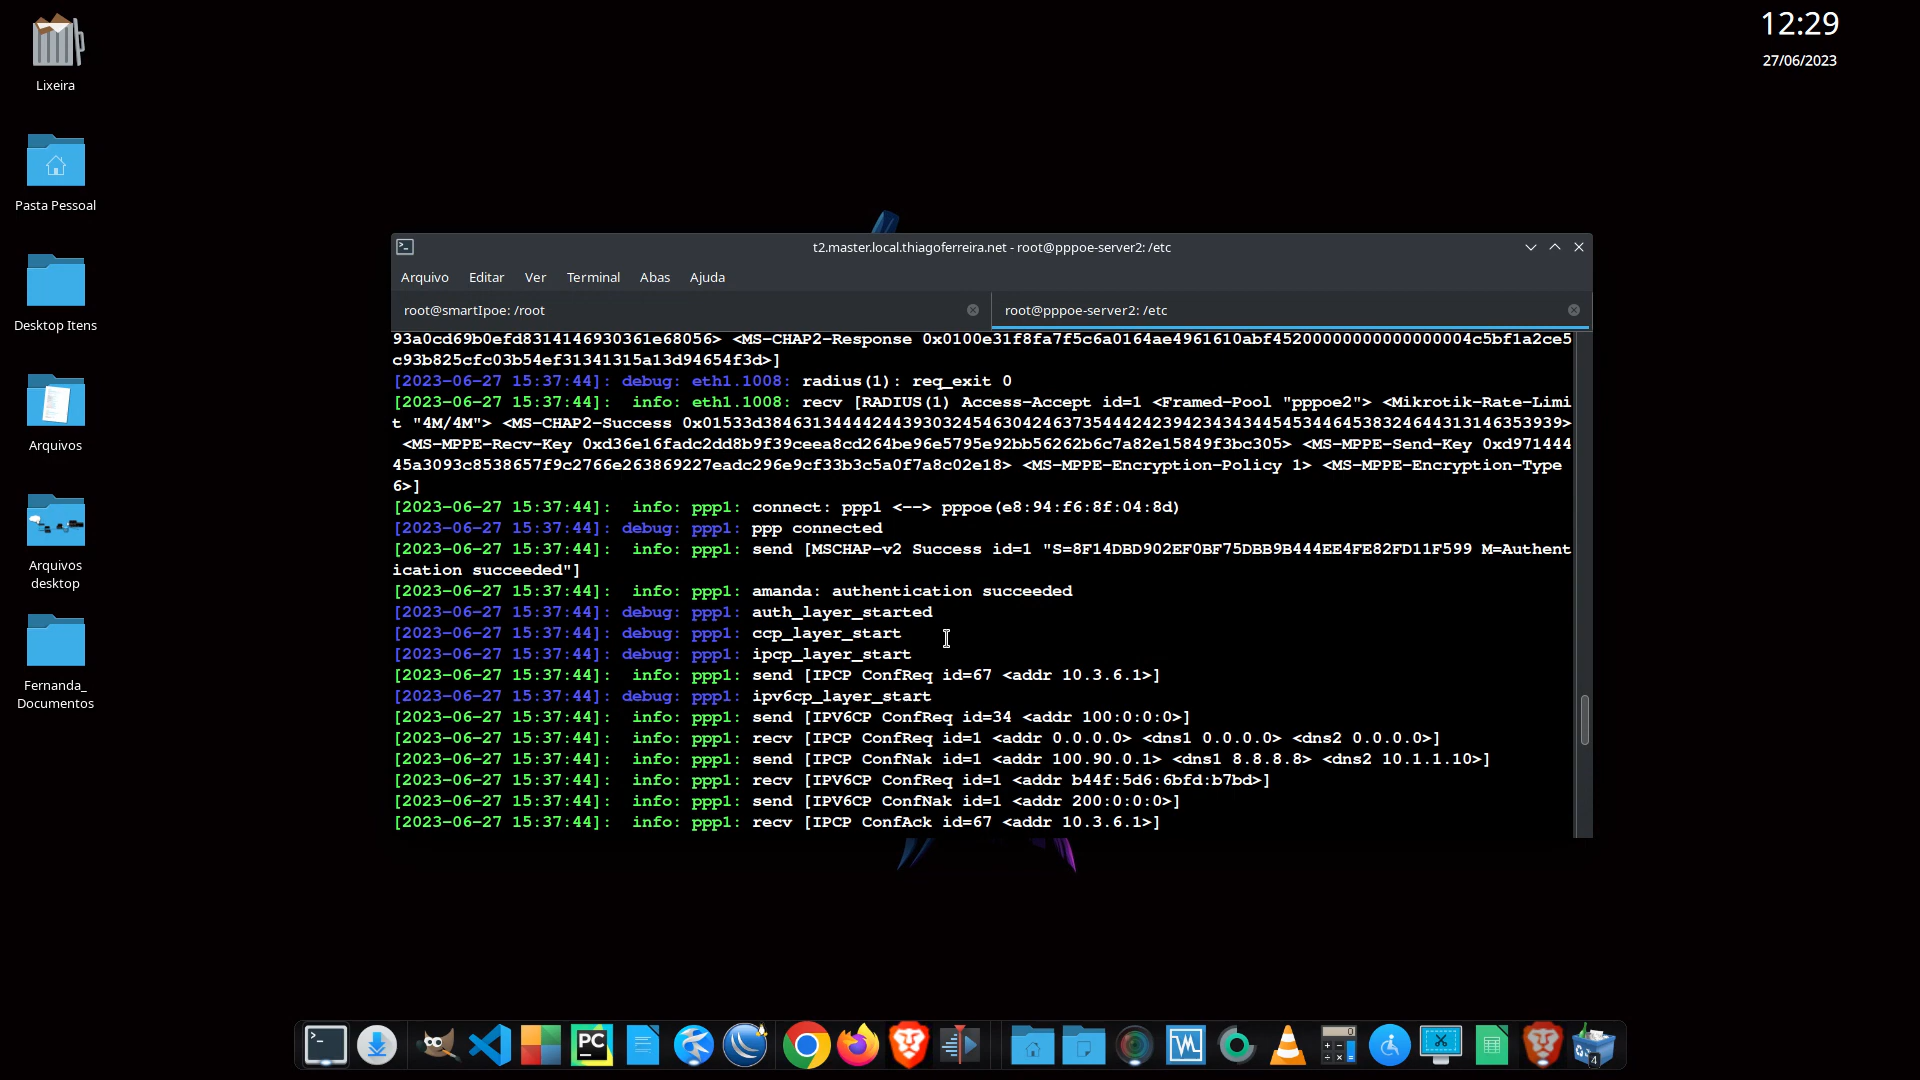 12:29
27/06/2023
Lixeira
Pasta Pessoal
Desktop Itens
Arquivos
Arquivos
desktop
Fernanda_
Documentos
t2.master.local.thiagoferreira.net - root@pppoe-server2: /etc
Arquivo Editar Ver Terminal Abas Ajuda
root@smartIpoe: /root
root@pppoe-server2: /etc
93a0cd69b0efd8314146930361e68056> <MS-CHAP2-Response 0x0100e31f8fa7f5c6a0164ae4961610abf45200000000000000004c5bf1a2ce5
c93b825cfc03b54ef31341315a13d94654f3d>]
[2023-06-27 15:37:44]: debug: eth1.1008: radius(1): req_exit 0
[2023-06-27 15:37:44]: info: eth1.1008: recv [RADIUS(1) Access-Accept id=1 <Framed-Pool "pppoe2"> <Mikrotik-Rate-Limi
t "4M/4M"> <MS-CHAP2-Success 0x01533d3846313444424439303245463042463735444242394234343445453446453832464431314631353939>
<MS-MPPE-Recv-Key 0xd36e16fadc2dd8b9f39ceea8cd264be96e5795e92bb56262b6c7a82e15849f3bc305> <MS-MPPE-Send-Key 0xd971444
45a3093c8538657f9c2766e263869227eadc296e9cf33b3c5a0f7a8c02e18> <MS-MPPE-Encryption-Policy 1> <MS-MPPE-Encryption-Type
6>]
[2023-06-27 15:37:44]: info: ppp1: connect: ppp1 <--> pppoe(e8:94:f6:8f:04:8d)
[2023-06-27 15:37:44]: debug: ppp1: ppp connected
[2023-06-27 15:37:44]: info: ppp1: send [MSCHAP-v2 Success id=1 "S=8F14DBD902EF0BF75DBB9B444EE4FE82FD11F599 M=Authent
ication succeeded"]
[2023-06-27 15:37:44]: info: ppp1: amanda: authentication succeeded
[2023-06-27 15:37:44]: debug: ppp1: auth_layer_started
[2023-06-27 15:37:44]: debug: ppp1: ccp_layer_start
[2023-06-27 15:37:44]: debug: ppp1: ipcp_layer_start
[2023-06-27 15:37:44]: info: ppp1: send [IPCP ConfReq id=67 <addr 10.3.6.1>]
[2023-06-27 15:37:44]: debug: ppp1: ipv6cp_layer_start
[2023-06-27 15:37:44]: info: ppp1: send [IPV6CP ConfReq id=34 <addr 100:0:0:0>]
[2023-06-27 15:37:44]: info: ppp1: recv [IPCP ConfReq id=1 <addr 0.0.0.0> <dns1 0.0.0.0> <dns2 0.0.0.0>]
[2023-06-27 15:37:44]: info: ppp1: send [IPCP ConfNak id=1 <addr 100.90.0.1> <dns1 8.8.8.8> <dns2 10.1.1.10>]
[2023-06-27 15:37:44]: info: ppp1: recv [IPV6CP ConfReq id=1 <addr b44f:5d6:6bfd:b7bd>]
[2023-06-27 15:37:44]: info: ppp1: send [IPV6CP ConfNak id=1 <addr 200:0:0:0>]
[2023-06-27 15:37:44]: info: ppp1: recv [IPCP ConfAck id=67 <addr 10.3.6.1>]
PC
0
4